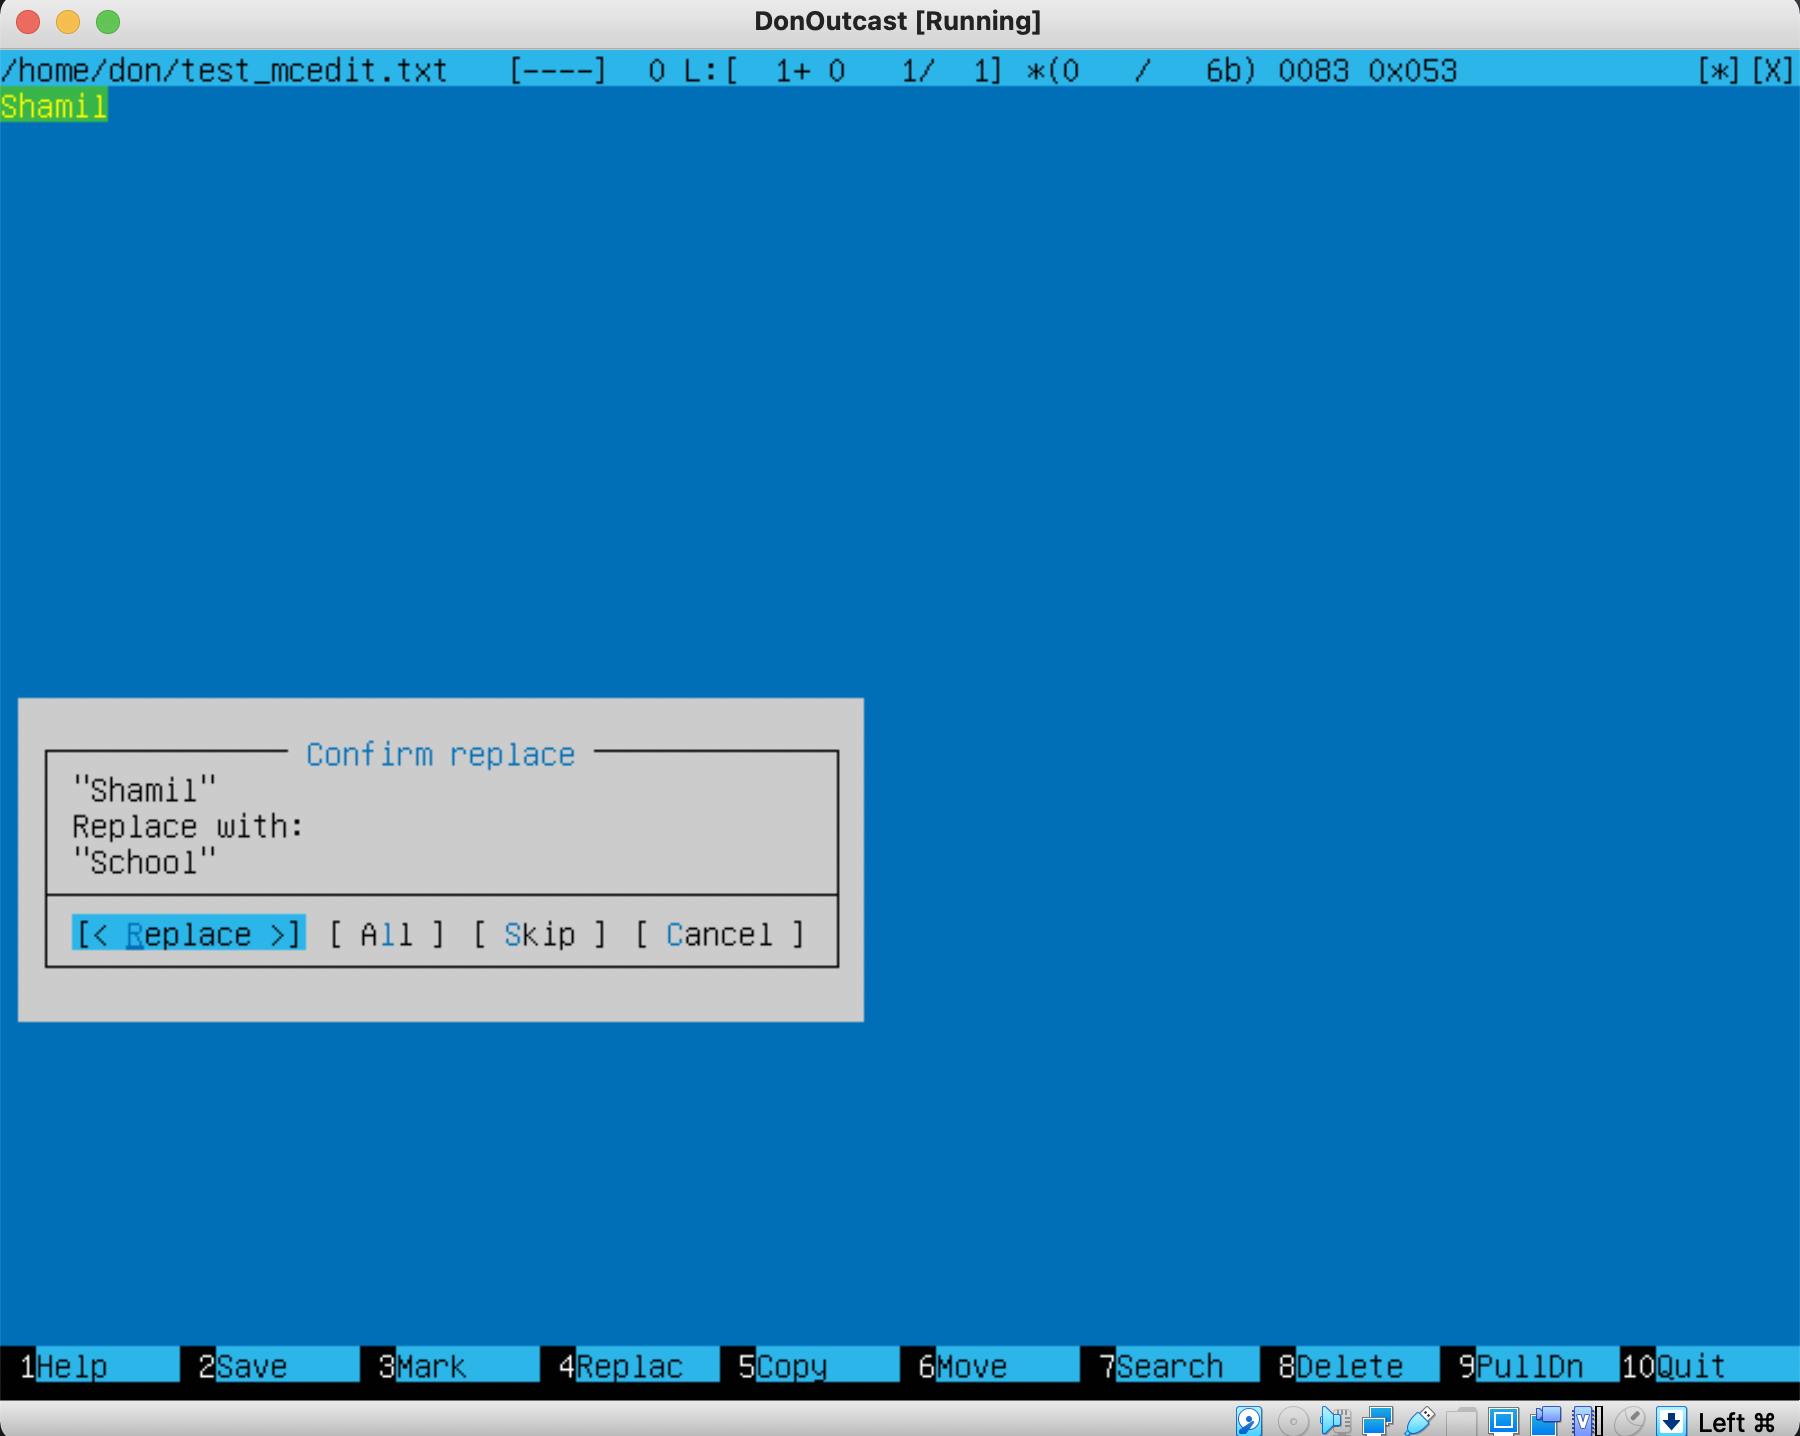 DonOutcast [Running]
/home/don/test_mcedit.txt [----] 0 L:[ 1+ 0 1/ 1] *(0 / 6b) 0083 0x053 [*][X]
Shamil
Confirm replace
"Shamil"
Replace with:
"School"
[< Replace >] [ All ] [ Skip ] [ Cancel ]
1Help 2Save 3Mark 4Replac 5Copy 6Move 7Search 8Delete 9PullDn 10Quit
Left ⌘